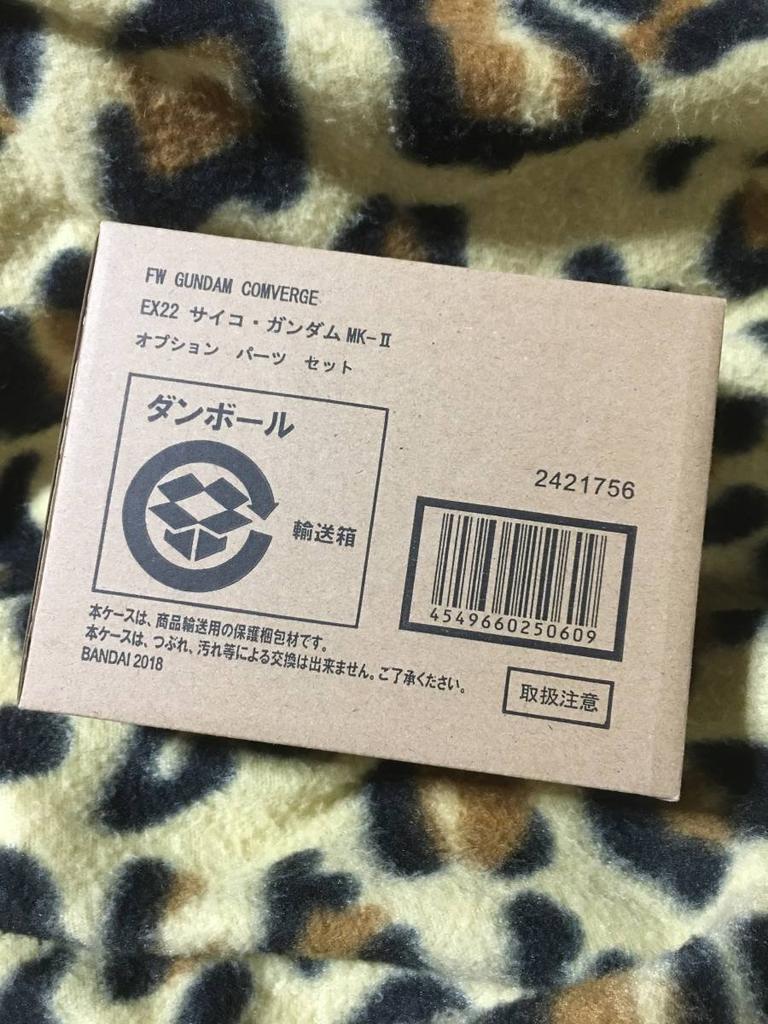 FW GUNDAM COMVERGE
EX22 サイコ・ガンダムMK-Ⅱ
オプション パーツ セット
ダンボール
輸送箱
2421756
4549660250609
本ケースは、商品輸送用の保護梱包材です。
本ケースは、つぶれ、汚れ等による交換は出来ません。ご了承ください。
BANDAI 2018
取扱注意